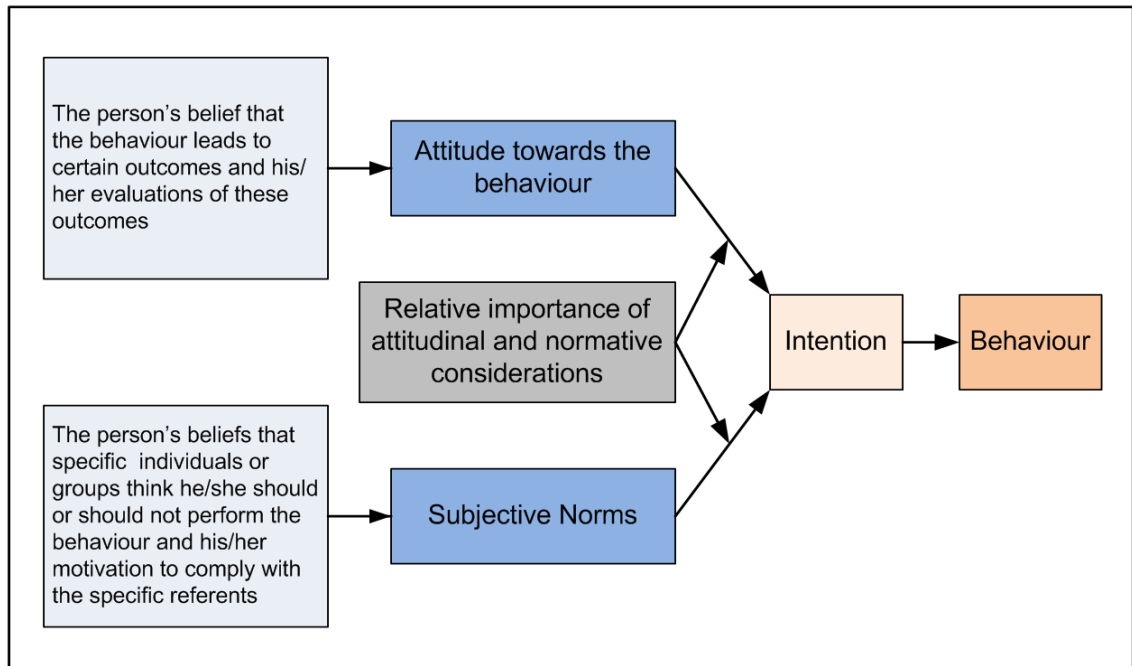 The person's belief that
the behaviour leads to
certain outcomes and his/
her evaluations of these
outcomes
Attitude towards the
behaviour
Relative importance of
attitudinal and normative
considerations
Intention
Behaviour
The person's beliefs that
specific individuals or
groups think he/she should
or should not perform the
behaviour and his/her
motivation to comply with
the specific referents
Subjective Norms